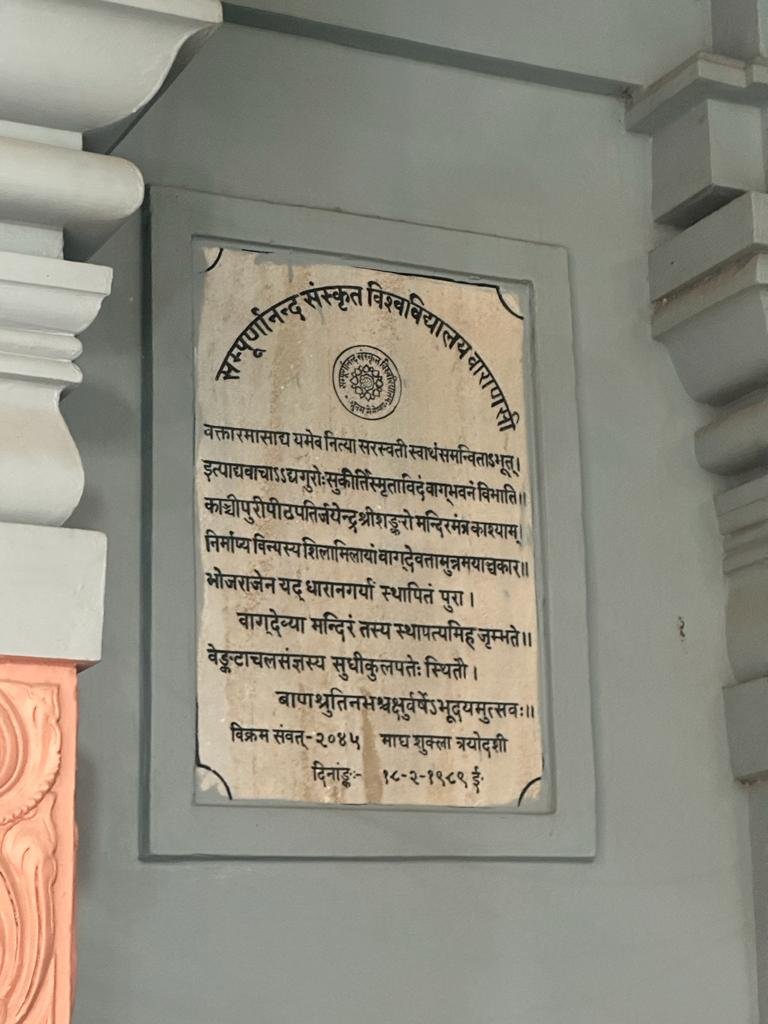 सम्पूर्णानन्द संस्कृत विश्वविद्यालय वाराणसी
वक्तारमासाद्य यमेव नित्या सरस्वती स्वार्थसमन्विताऽभूत्।
इत्याद्यवाचाऽऽद्यगुरोः सुकीर्तिस्मृताविदं वाग्भवनं विभाति॥
काञ्चीपुरीपीठपतिर्जयेन्द्रश्रीशङ्करो मन्दिरमंत्र काश्याम्।
निर्माप्य विन्यस्य शिलामिलायां वाग्देवतामुन्नमयाञ्चकार॥
भोजराजेन यद् धारानगर्यां स्थापितं पुरा।
वाग्देव्या मन्दिरं तस्य स्थापत्यमिह जृम्भते॥
वेङ्कटाचलसंज्ञस्य सुधीकुलपतेः स्थितौ।
बाणश्रुतिनभश्चक्षुर्वर्षेऽभूदयमुत्सवः॥
विक्रम संवत्-२०४५ माघ शुक्ला त्रयोदशी
दिनांङ्कः- १८-२-१९८९ ई॰